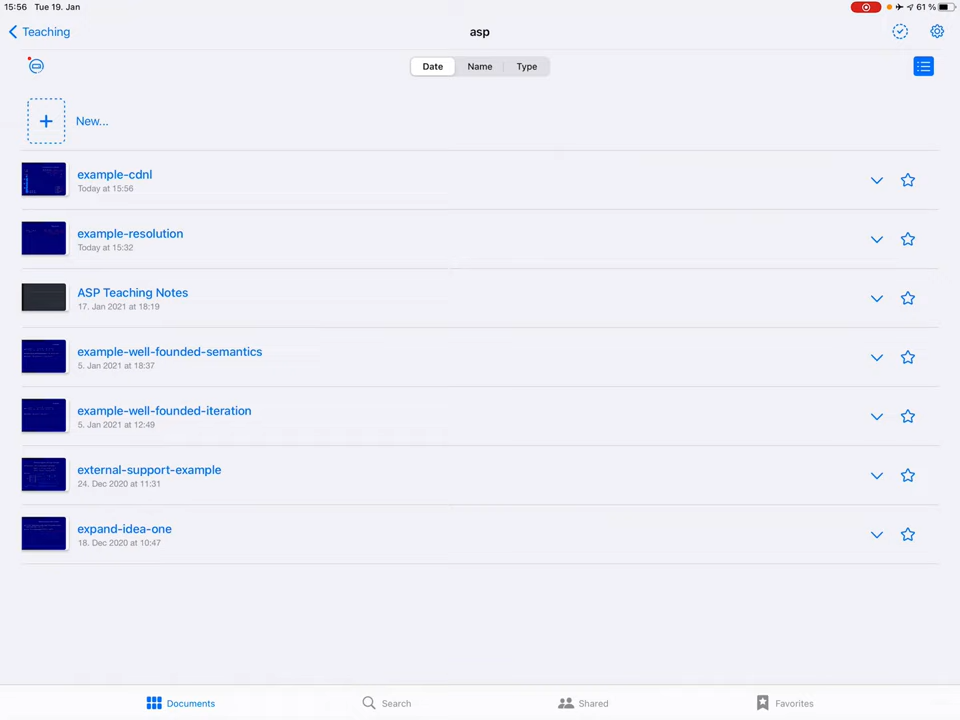 15:56 Tue 19. Jan 61 %
Teaching
asp
Date Name Type
New...
example-cdnl
Today at 15:56
example-resolution
Today at 15:32
ASP Teaching Notes
17. Jan 2021 at 18:19
example-well-founded-semantics
5. Jan 2021 at 18:37
example-well-founded-iteration
5. Jan 2021 at 12:49
external-support-example
24. Dec 2020 at 11:31
expand-idea-one
18. Dec 2020 at 10:47
Documents Search Shared Favorites